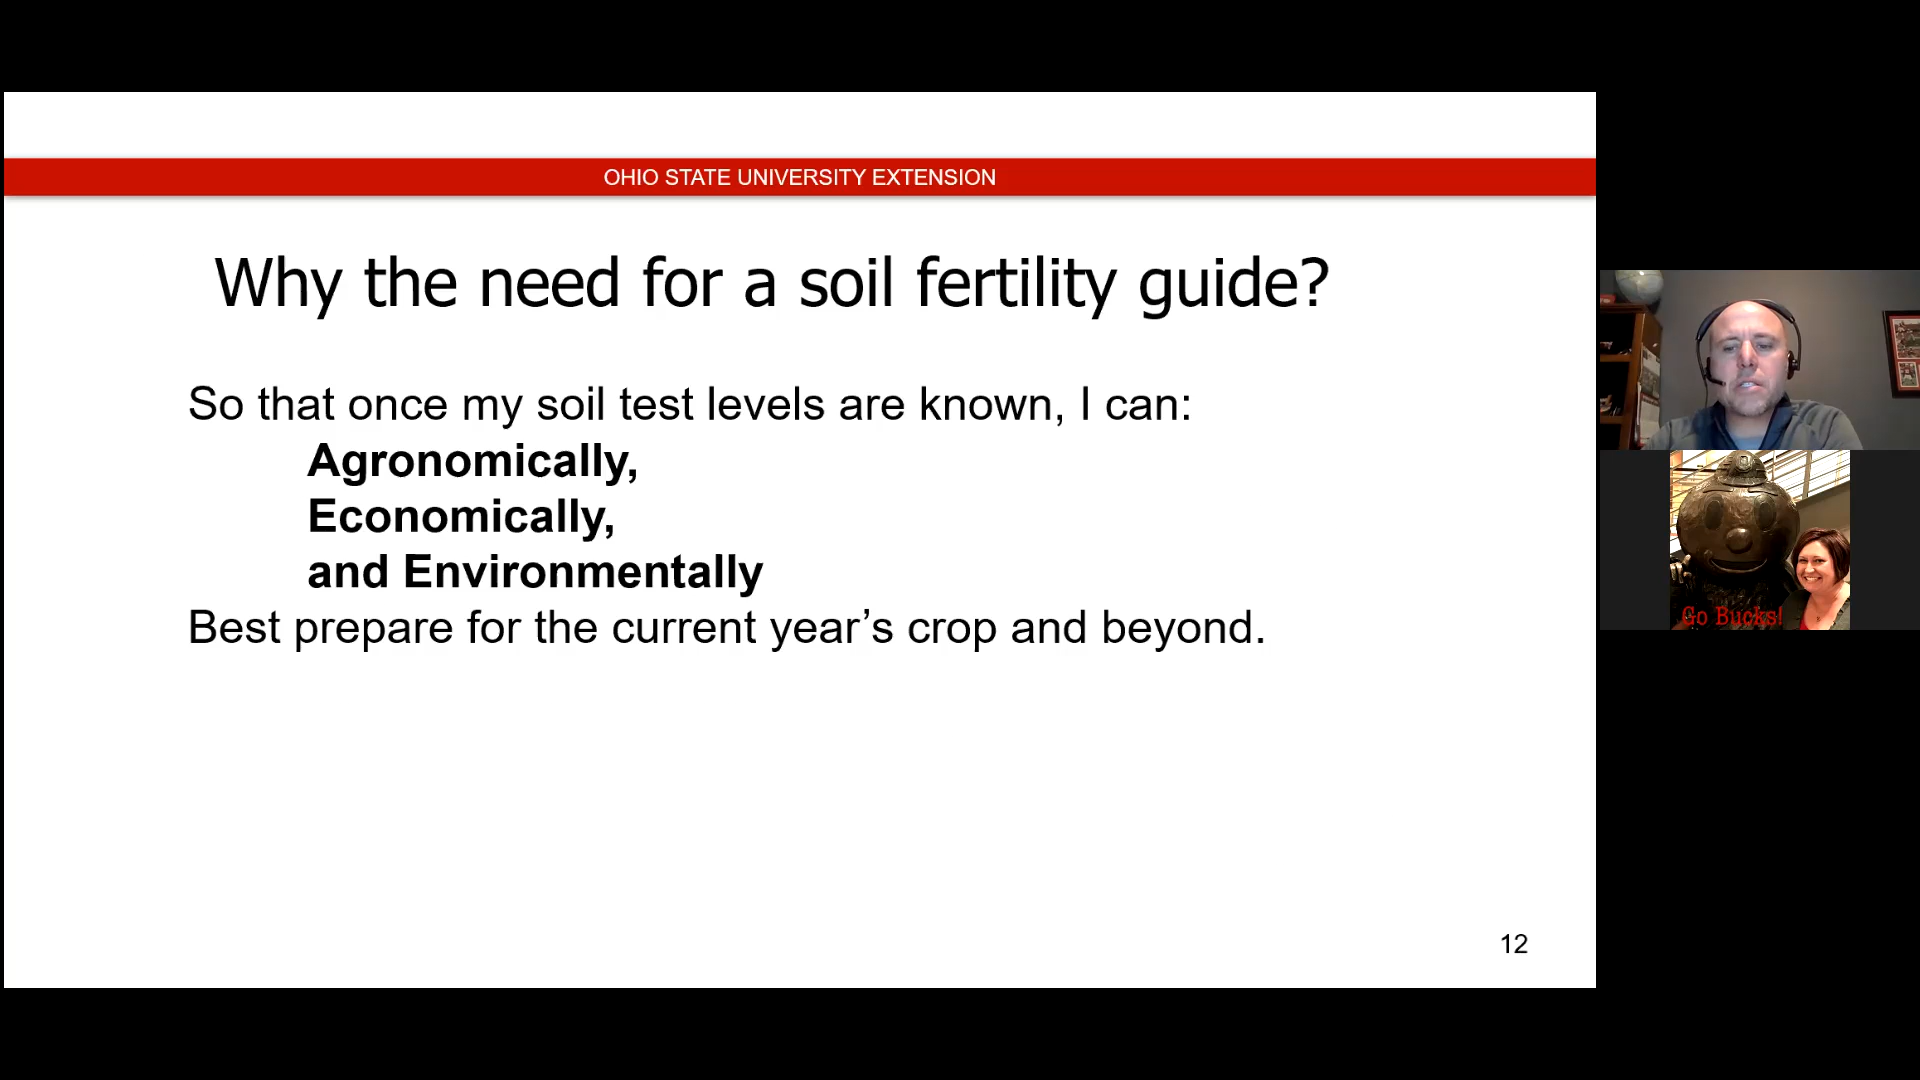 OHIO STATE UNIVERSITY EXTENSION
Why the need for a soil fertility guide?
So that once my soil test levels are known, I can:
Agronomically,
Economically,
and Environmentally
Best prepare for the current year’s crop and beyond.
12
Go Bucks!